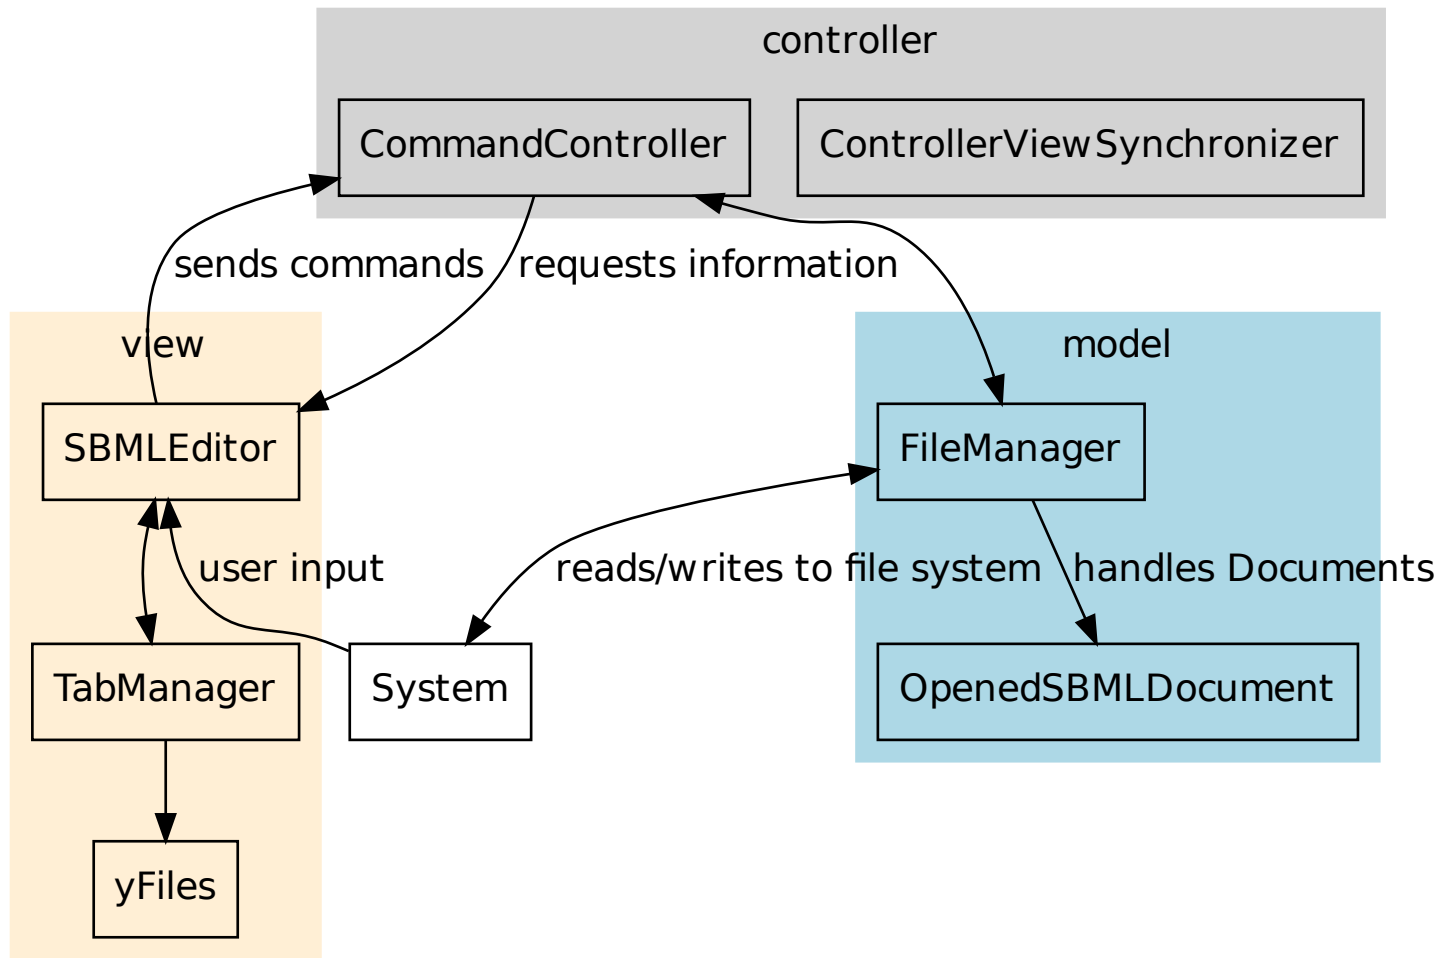 controller
CommandController
ControllerViewSynchronizer
sends commands
requests information
view
model
SBMLEditor
FileManager
user input
reads/writes to file system
handles Documents
TabManager
System
OpenedSBMLDocument
yFiles